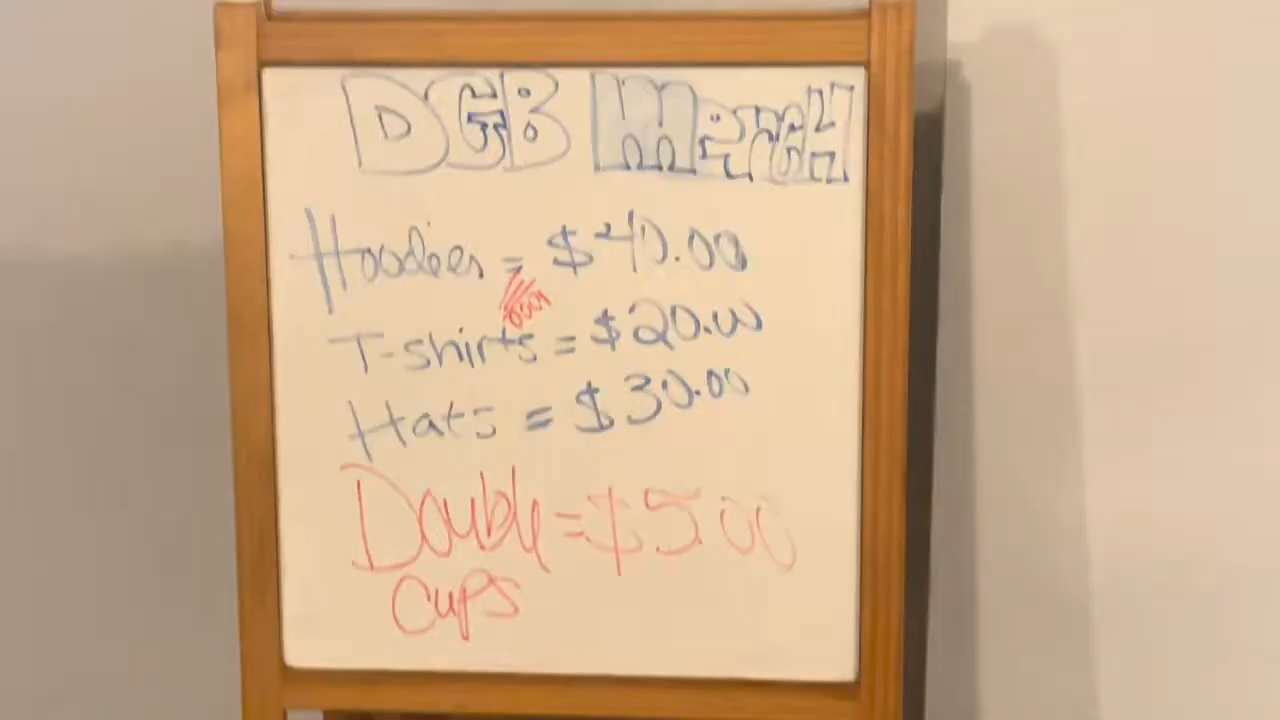 DGB MerCH
Hoodies = $40.00
T-shirts = $20.00
Hats = $30.00
Double = $5.00
Cups